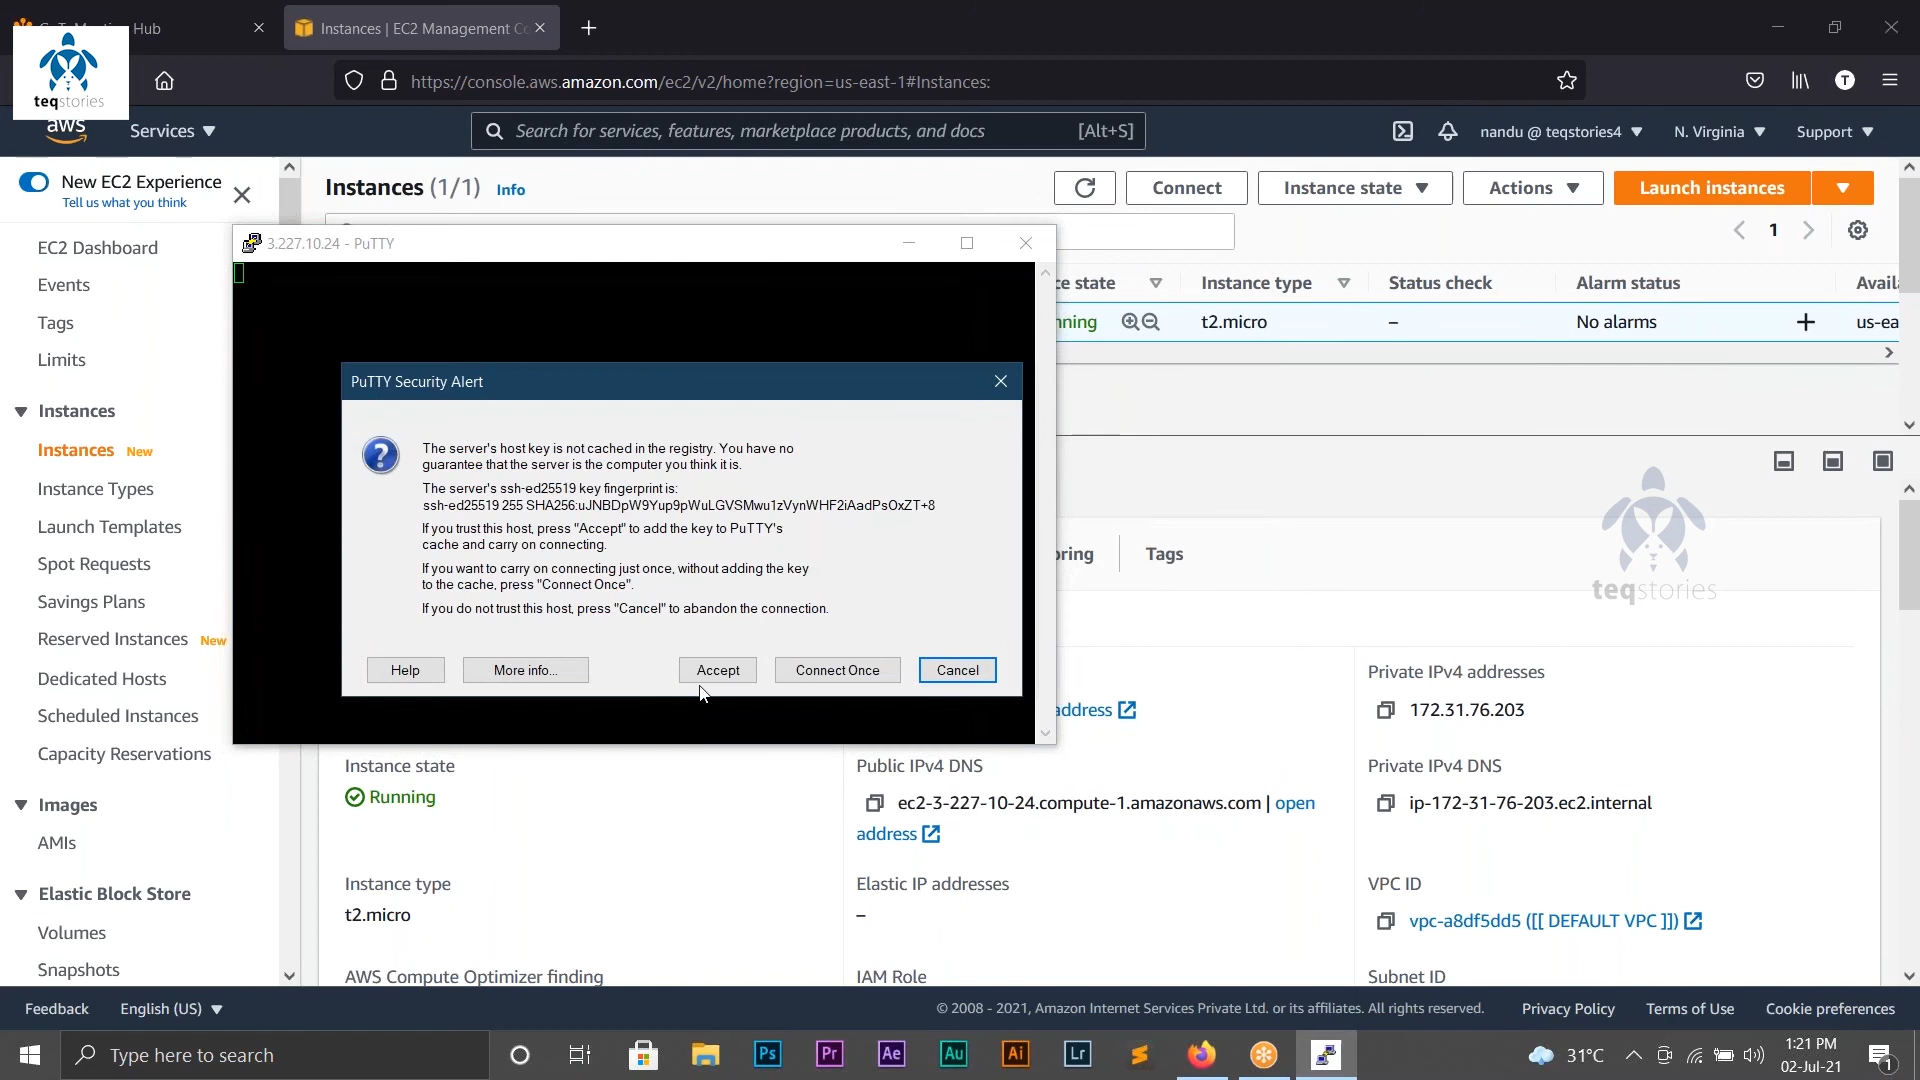 Hub
Instances | EC2 Management Co
teqstories
https://console.aws.amazon.com/ec2/v2/home?region=us-east-1#Instances:
T
aws
Services
Search for services, features, marketplace products, and docs
[Alt+S]
nandu @ teqstories4
N. Virginia
Support
New EC2 Experience
Tell us what you think
EC2 Dashboard
Events
Tags
Limits
Instances
Instances New
Instance Types
Launch Templates
Spot Requests
Savings Plans
Reserved Instances New
Dedicated Hosts
Scheduled Instances
Capacity Reservations
Images
AMIs
Elastic Block Store
Volumes
Snapshots
Instances (1/1) Info
Connect
Instance state
Actions
Launch instances
1
ce state
Instance type
Status check
Alarm status
Avail
nning
t2.micro
–
No alarms
us-ea
3.227.10.24 - PuTTY
PuTTY Security Alert
The server's host key is not cached in the registry. You have no
guarantee that the server is the computer you think it is.
The server's ssh-ed25519 key fingerprint is:
ssh-ed25519 255 SHA256:uJNBDpW9Yup9pWuLGVSMwu1zVynWHF2iAadPsOxZT+8
If you trust this host, press "Accept" to add the key to PuTTY's
cache and carry on connecting.
If you want to carry on connecting just once, without adding the key
to the cache, press "Connect Once".
If you do not trust this host, press "Cancel" to abandon the connection.
Help
More info...
Accept
Connect Once
Cancel
oring
Tags
teqstories
address
Private IPv4 addresses
172.31.76.203
Instance state
Running
Public IPv4 DNS
ec2-3-227-10-24.compute-1.amazonaws.com | open
address
Private IPv4 DNS
ip-172-31-76-203.ec2.internal
Instance type
t2.micro
Elastic IP addresses
–
VPC ID
vpc-a8df5dd5 ([[ DEFAULT VPC ]])
AWS Compute Optimizer finding
IAM Role
Subnet ID
Feedback
English (US)
© 2008 - 2021, Amazon Internet Services Private Ltd. or its affiliates. All rights reserved.
Privacy Policy
Terms of Use
Cookie preferences
Type here to search
Ps
Pr
Ae
Au
Ai
Lr
31°C
1:21 PM
02-Jul-21
1